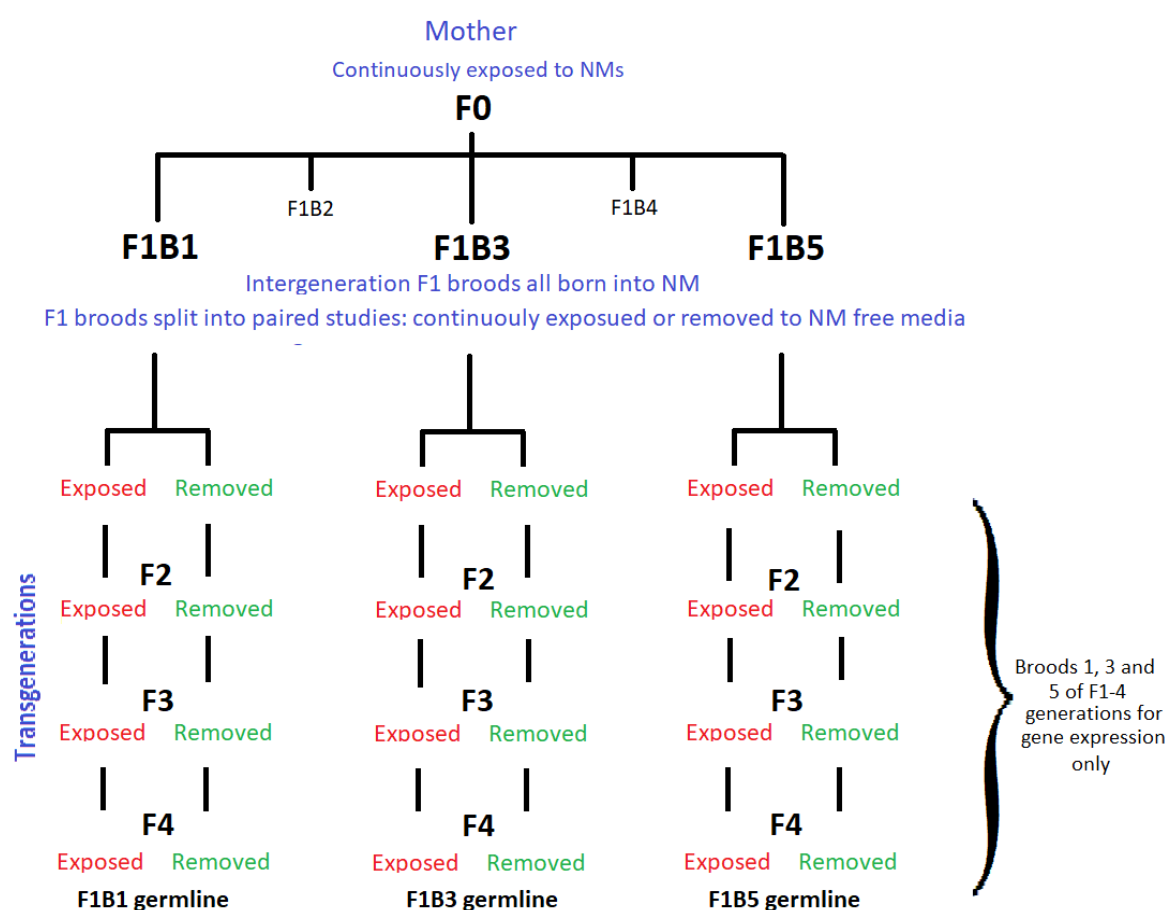 Mother
Continuously exposed to NMs
F0
F1B2
F1B4
F1B1
F1B3
F1B5
Intergeneration F1 broods all born into NM
F1 broods split into paired studies: continouly exposued or removed to NM free media
Exposed Removed
Exposed Removed
Exposed Removed
F2
F2
F2
Exposed Removed
Exposed Removed
Exposed Removed
F3
F3
F3
Exposed Removed
Exposed Removed
Exposed Removed
F4
F4
F4
Exposed Removed
Exposed Removed
Exposed Removed
F1B1 germline
F1B3 germline
F1B5 germline
Transgenerations
Broods 1, 3 and
5 of F1-4
generations for
gene expression
only